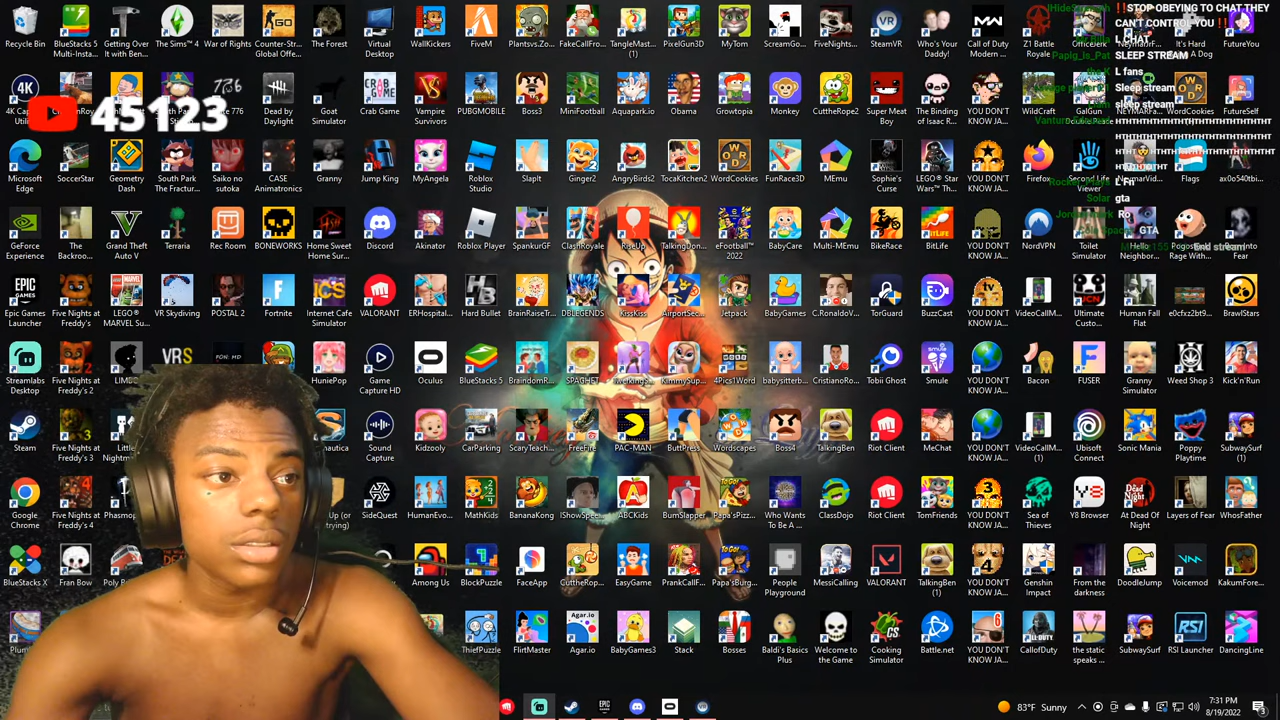 Recycle Bin BlueStacks 5 Multi-Insta... Getting Over It with Ben... The Sims™ 4 War of Rights Counter-Str... Global Offe... The Forest Virtual Desktop WallKickers FiveM Plantsvs.Zo... FakeCallFro... TangleMast... (1) PixelGun3D MyTom ScreamGo... FiveNights... SteamVR Who's Your Daddy! Call of Duty Modern ... Z1 Battle Royale It's Hard FutureYou
‼STOP OBEYING TO CHAT THEY
CAN'T CONTROL YOU ‼
L CHAT
Papig_is_Pat SLEEP STREAM
L fans
Sleep stream
sleep stream
45123
Dead by Daylight Goat Simulator Crab Game Vampire Survivors PUBGMOBILE Boss3 MiniFootball Aquapark.io Obama Growtopia Monkey CuttheRope2 Super Meat Boy The Binding of Isaac R... YOU DON'T KNOW JA... WildCraft WordCookies FutureSelf
Microsoft Edge SoccerStar Geometry Dash South Park The Fractur... Saiko no sutoka CASE Animatronics Granny Jump King MyAngela Roblox Studio SlapIt Ginger2 AngryBirds2 TocaKitchen2 WordCookies FunRace3D MEmu Sophie's Curse LEGO® Star Wars™ Th... YOU DON'T KNOW JA... Firefox Second Life Viewer Flags ax0o540tbi...
gta
GTA
End stream
GeForce Experience The Backroo... Grand Theft Auto V Terraria Rec Room BONEWORKS Home Sweet Home Sur... Discord Akinator Roblox Player SpankurGF ClashRoyale RiseUp TalkingDon... eFootball™ 2022 BabyCare Multi-MEmu BikeRace BitLife YOU DON'T KNOW JA... NordVPN Toilet Simulator Hello Neighbor... Rage With... Fear
Epic Games Launcher Five Nights at Freddy's LEGO® MARVEL Su... VR Skydiving POSTAL 2 Fortnite Internet Cafe Simulator VALORANT ERHospital... Hard Bullet BrainRaiseTr... DBLEGENDS KissKiss AirportSec... Jetpack BabyGames C.RonaldoV... TorGuard BuzzCast YOU DON'T KNOW JA... VideoCallM... Ultimate Custo... Human Fall Flat e0cfxz2bt9... BrawlStars
Streamlabs Desktop Five Nights at Freddy's 2 HuniePop Game Capture HD Oculus BlueStacks 5 BraindomR... SPAGHET KimmySup... 4Pics1Word babysitterb... CristianoRo... Tobii Ghost Smule YOU DON'T KNOW JA... Bacon FUSER Granny Simulator Weed Shop 3 Kick'n'Run
Steam Five Nights at Freddy's 3 Sound Capture Kidzooly CarParking ScaryTeach... FreeFire PAC-MAN ButtPress Wordscapes Boss4 TalkingBen Riot Client MeChat YOU DON'T KNOW JA... VideoCallM... (1) Ubisoft Connect Sonic Mania Poppy Playtime SubwaySurf (1)
Google Chrome Five Nights at Freddy's 4 SideQuest HumanEvo... MathKids BananaKong IShowSpee... ABCKids BumSlapper Papa'sPizz... Who Wants To Be A ... ClassDojo Riot Client TomFriends YOU DON'T KNOW JA... Sea of Thieves Y8 Browser At Dead Of Night Layers of Fear WhosFather
BlueStacks X Fran Bow Among Us BlockPuzzle FaceApp CuttheRop... EasyGame PrankCallF... Papa'sBurg... People Playground MessiCalling VALORANT TalkingBen (1) YOU DON'T KNOW JA... Genshin Impact From the darkness DoodleJump Voicemod KakumFore...
ThiefPuzzle FlirtMaster Agar.io BabyGames3 Stack Bosses Baldi's Basics Plus Welcome to the Game Cooking Simulator Battle.net YOU DON'T KNOW JA... CallofDuty the static speaks ... SubwaySurf RSI Launcher DancingLine
83°F Sunny 7:31 PM
8/19/2022